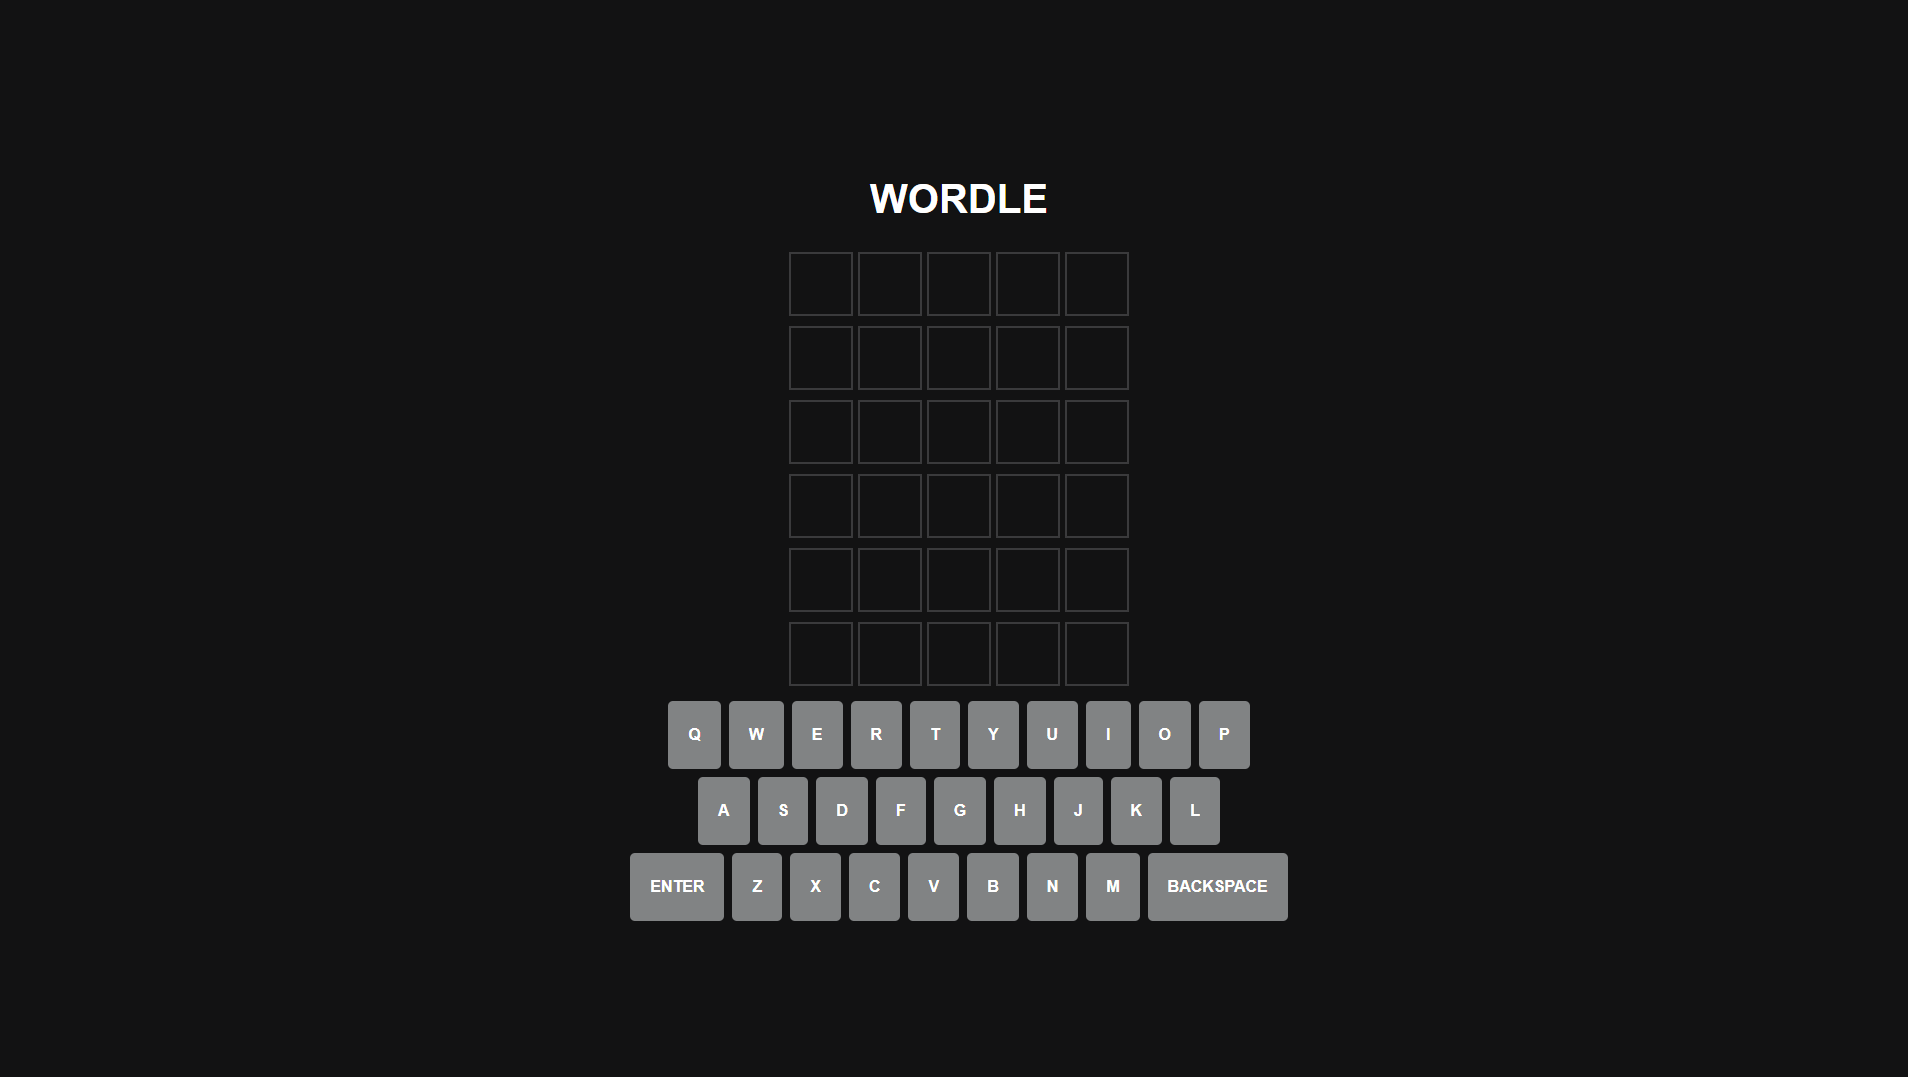 WORDLE
Q W E R T Y U I O P
A S D F G H J K L
ENTER Z X C V B N M BACKSPACE